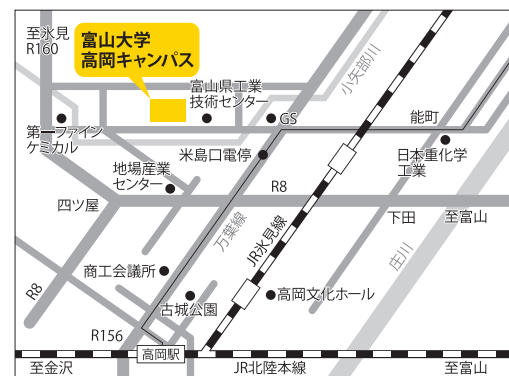 至氷見
R160
富山大学
高岡キャンパス
富山県工業
技術センター
小矢部川
GS
能町
第一ファイン
ケミカル
米島口電停
日本重化学
工業
地場産業
センター
R8
四ツ屋
万葉線
JR氷見線
下田
至富山
庄川
商工会議所
R8
古城公園
高岡文化ホール
R156
高岡駅
至金沢
JR北陸本線
至富山